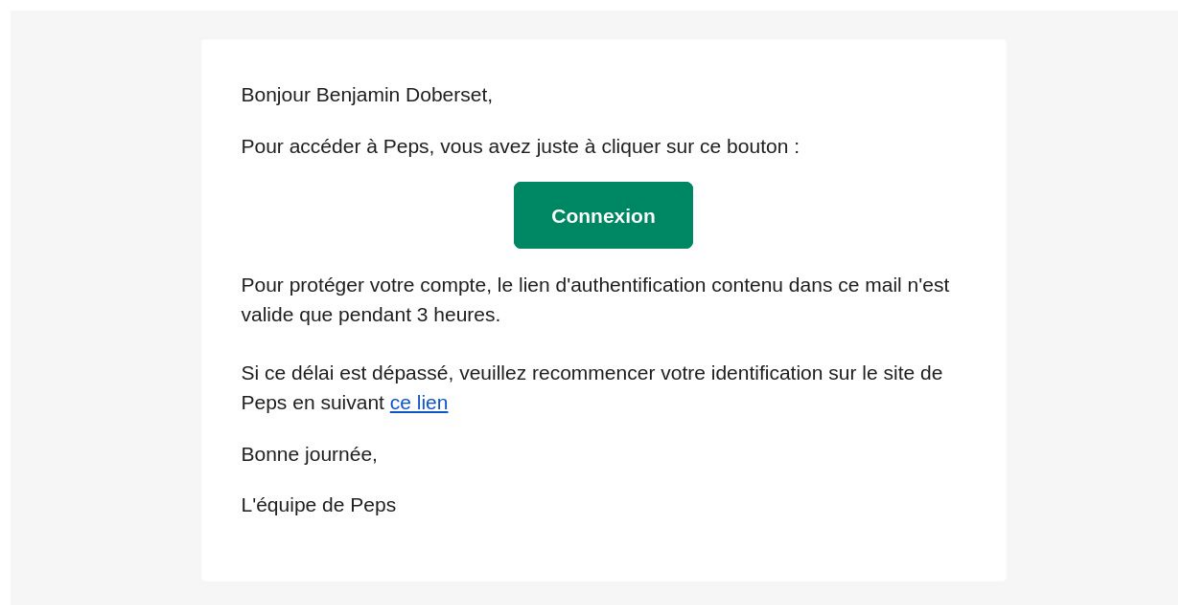 Bonjour Benjamin Doberset,
Pour accéder à Peps, vous avez juste à cliquer sur ce bouton :
Connexion
Pour protéger votre compte, le lien d'authentification contenu dans ce mail n'est
valide que pendant 3 heures.
Si ce délai est dépassé, veuillez recommencer votre identification sur le site de
Peps en suivant ce lien
Bonne journée,
L'équipe de Peps